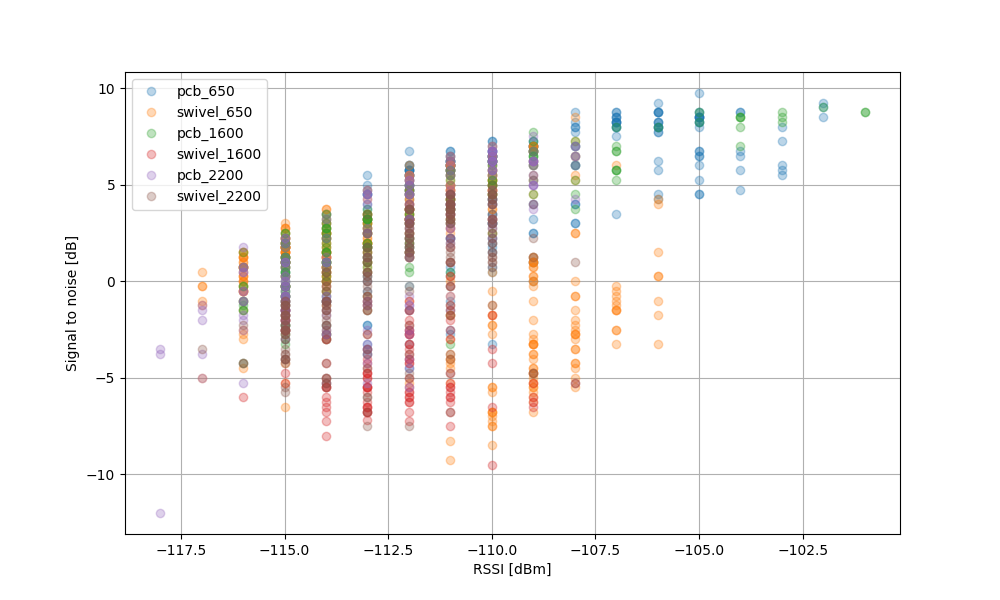 10
5
0
−5
−10
Signal to noise [dB]
pcb_650
swivel_650
pcb_1600
swivel_1600
pcb_2200
swivel_2200
−117.5 −115.0 −112.5 −110.0 −107.5 −105.0 −102.5
RSSI [dBm]